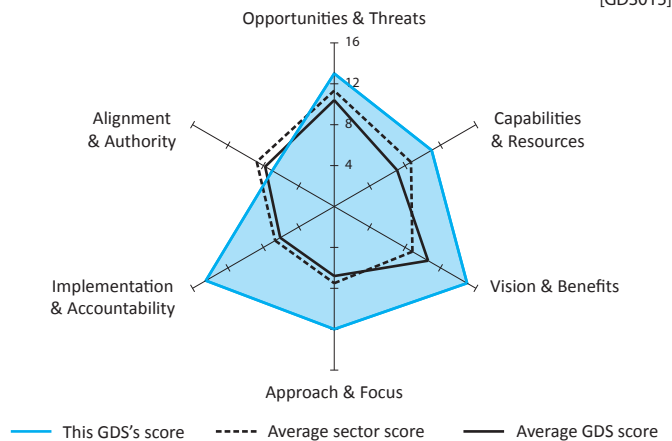 [GDS015]
Opportunities & Threats
16
12
8
4
Alignment
& Authority
Capabilities
& Resources
Implementation
& Accountability
Vision & Benefits
Approach & Focus
This GDS's score
Average sector score
Average GDS score